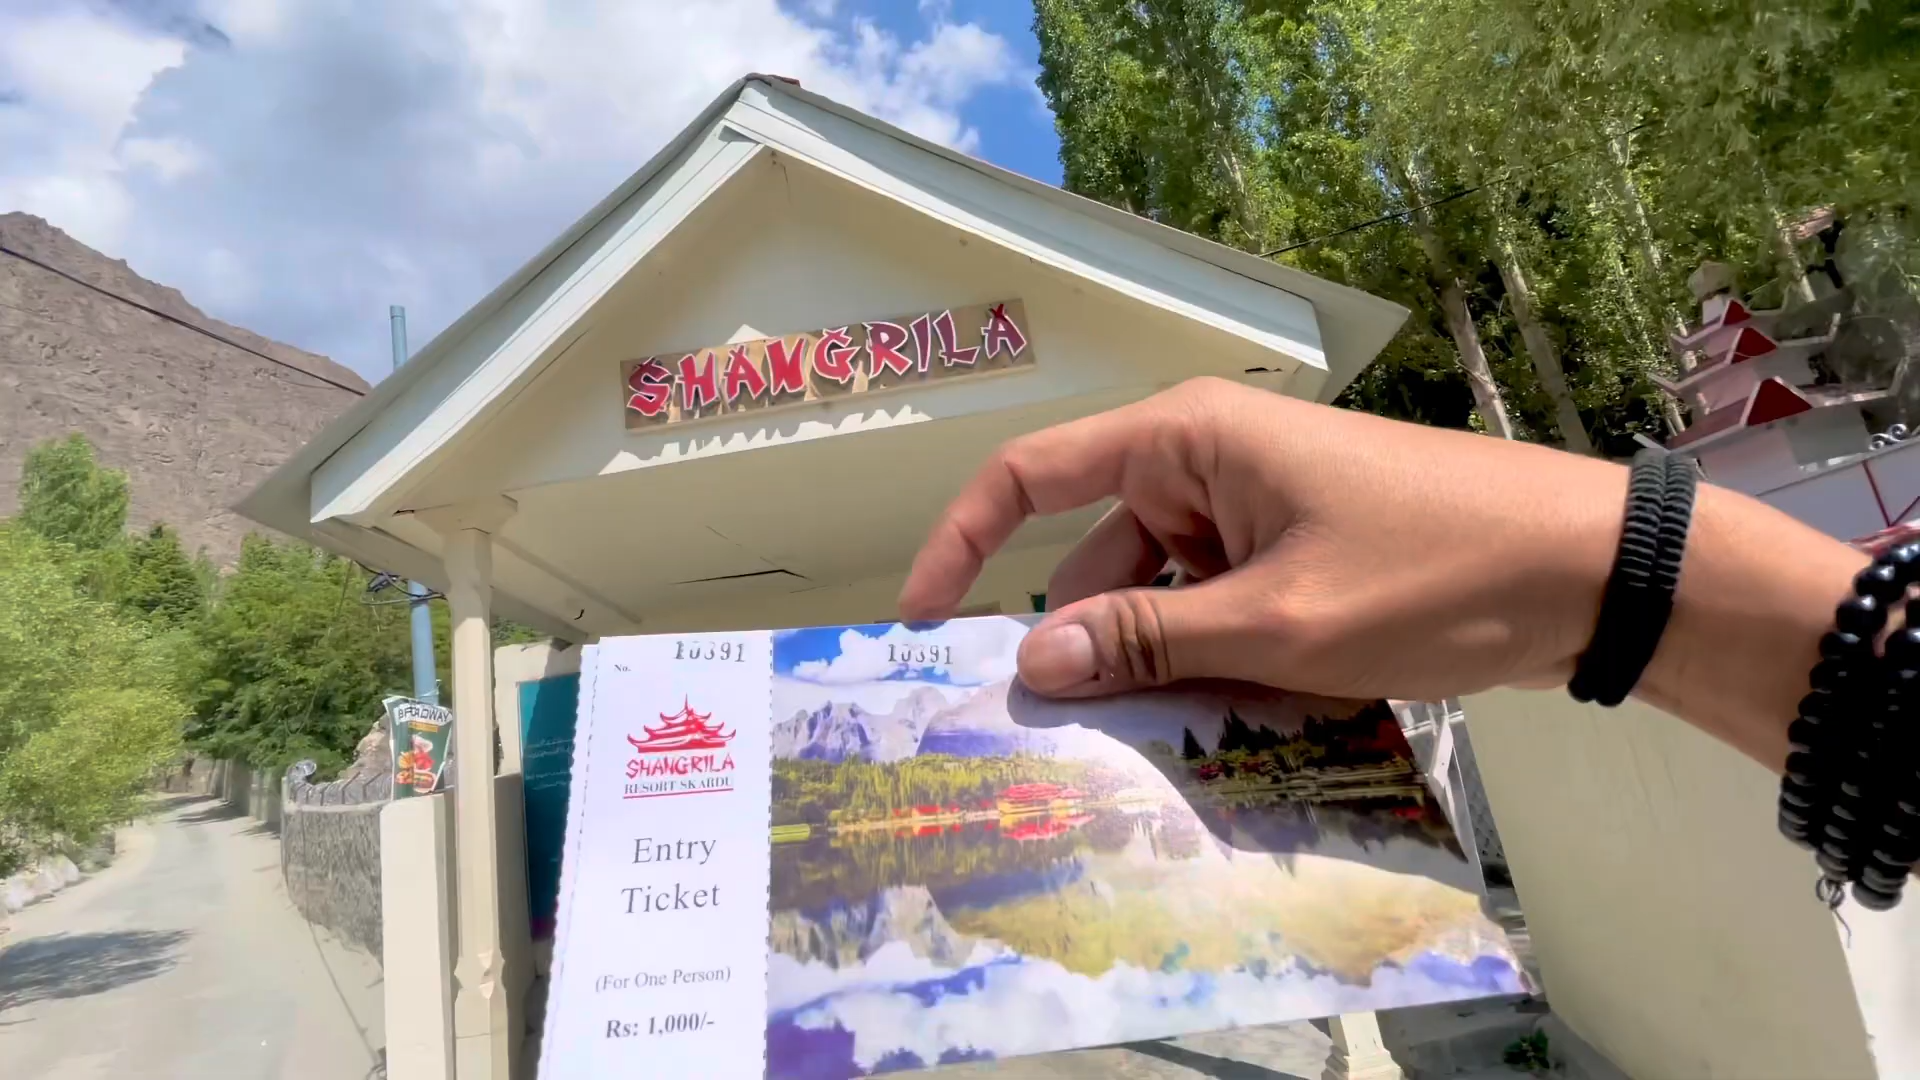 SHANGRILA
No. 10391
10391
SHANGRILA
RESORT SKARDU
Entry
Ticket
(For One Person)
Rs: 1,000/-
BROADWAY